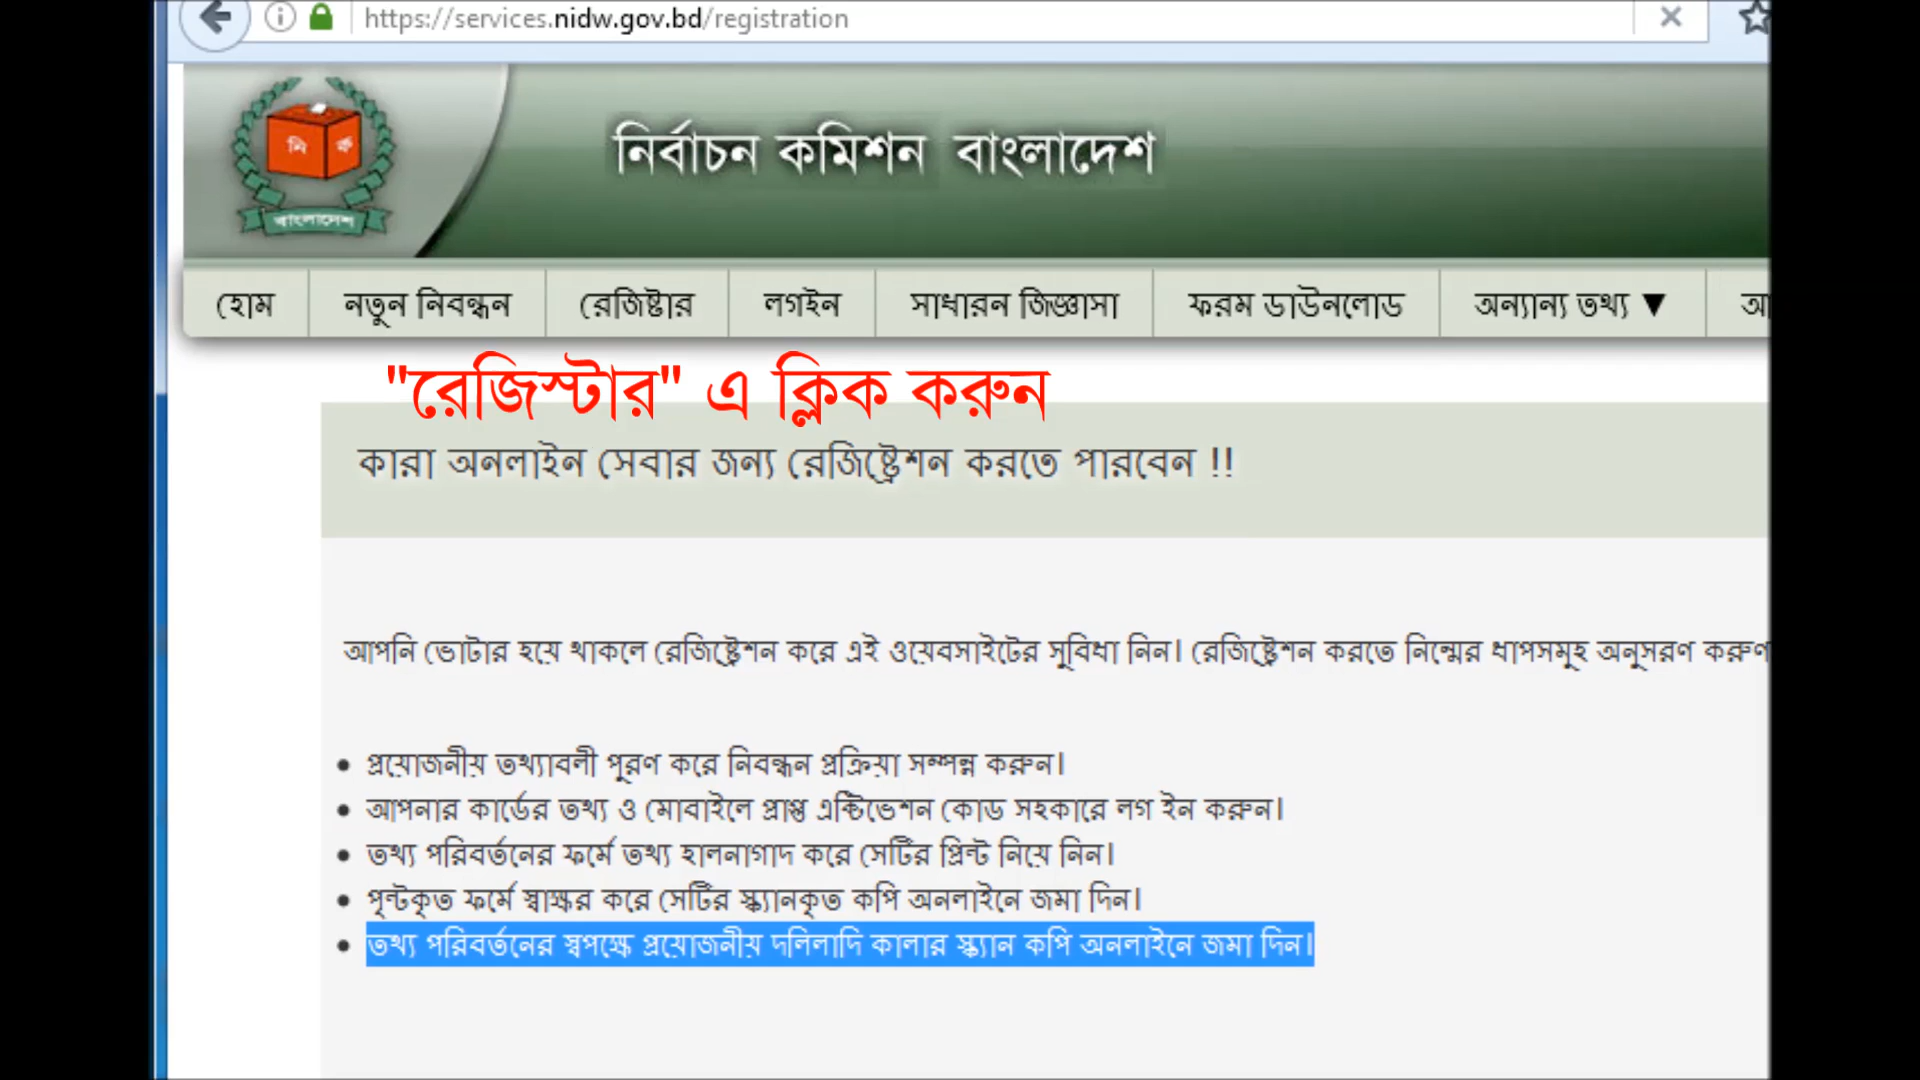 https://services.nidw.gov.bd/registration
নি ক
বাংলাদেশ
নির্বাচন কমিশন বাংলাদেশ
হোম নতুন নিবন্ধন রেজিষ্টার লগইন সাধারন জিজ্ঞাসা ফরম ডাউনলোড অন্যান্য তথ্য ▼
"রেজিস্টার" এ ক্লিক করুন
কারা অনলাইন সেবার জন্য রেজিষ্ট্রেশন করতে পারবেন !!
আপনি ভোটার হয়ে থাকলে রেজিষ্ট্রেশন করে এই ওয়েবসাইটের সুবিধা নিন। রেজিষ্ট্রেশন করতে নিন্মের ধাপসমুহ অনুসরণ করুণ
• প্রয়োজনীয় তথ্যাবলী পুরণ করে নিবন্ধন প্রক্রিয়া সম্পন্ন করুন।
• আপনার কার্ডের তথ্য ও মোবাইলে প্রাপ্ত এক্টিভেশন কোড সহকারে লগ ইন করুন।
• তথ্য পরিবর্তনের ফর্মে তথ্য হালনাগাদ করে সেটির প্রিন্ট নিয়ে নিন।
• পৃন্টকৃত ফর্মে স্বাক্ষর করে সেটির স্ক্যানকৃত কপি অনলাইনে জমা দিন।
• তথ্য পরিবর্তনের স্বপক্ষে প্রয়োজনীয় দলিলাদি কালার স্ক্যান কপি অনলাইনে জমা দিন।